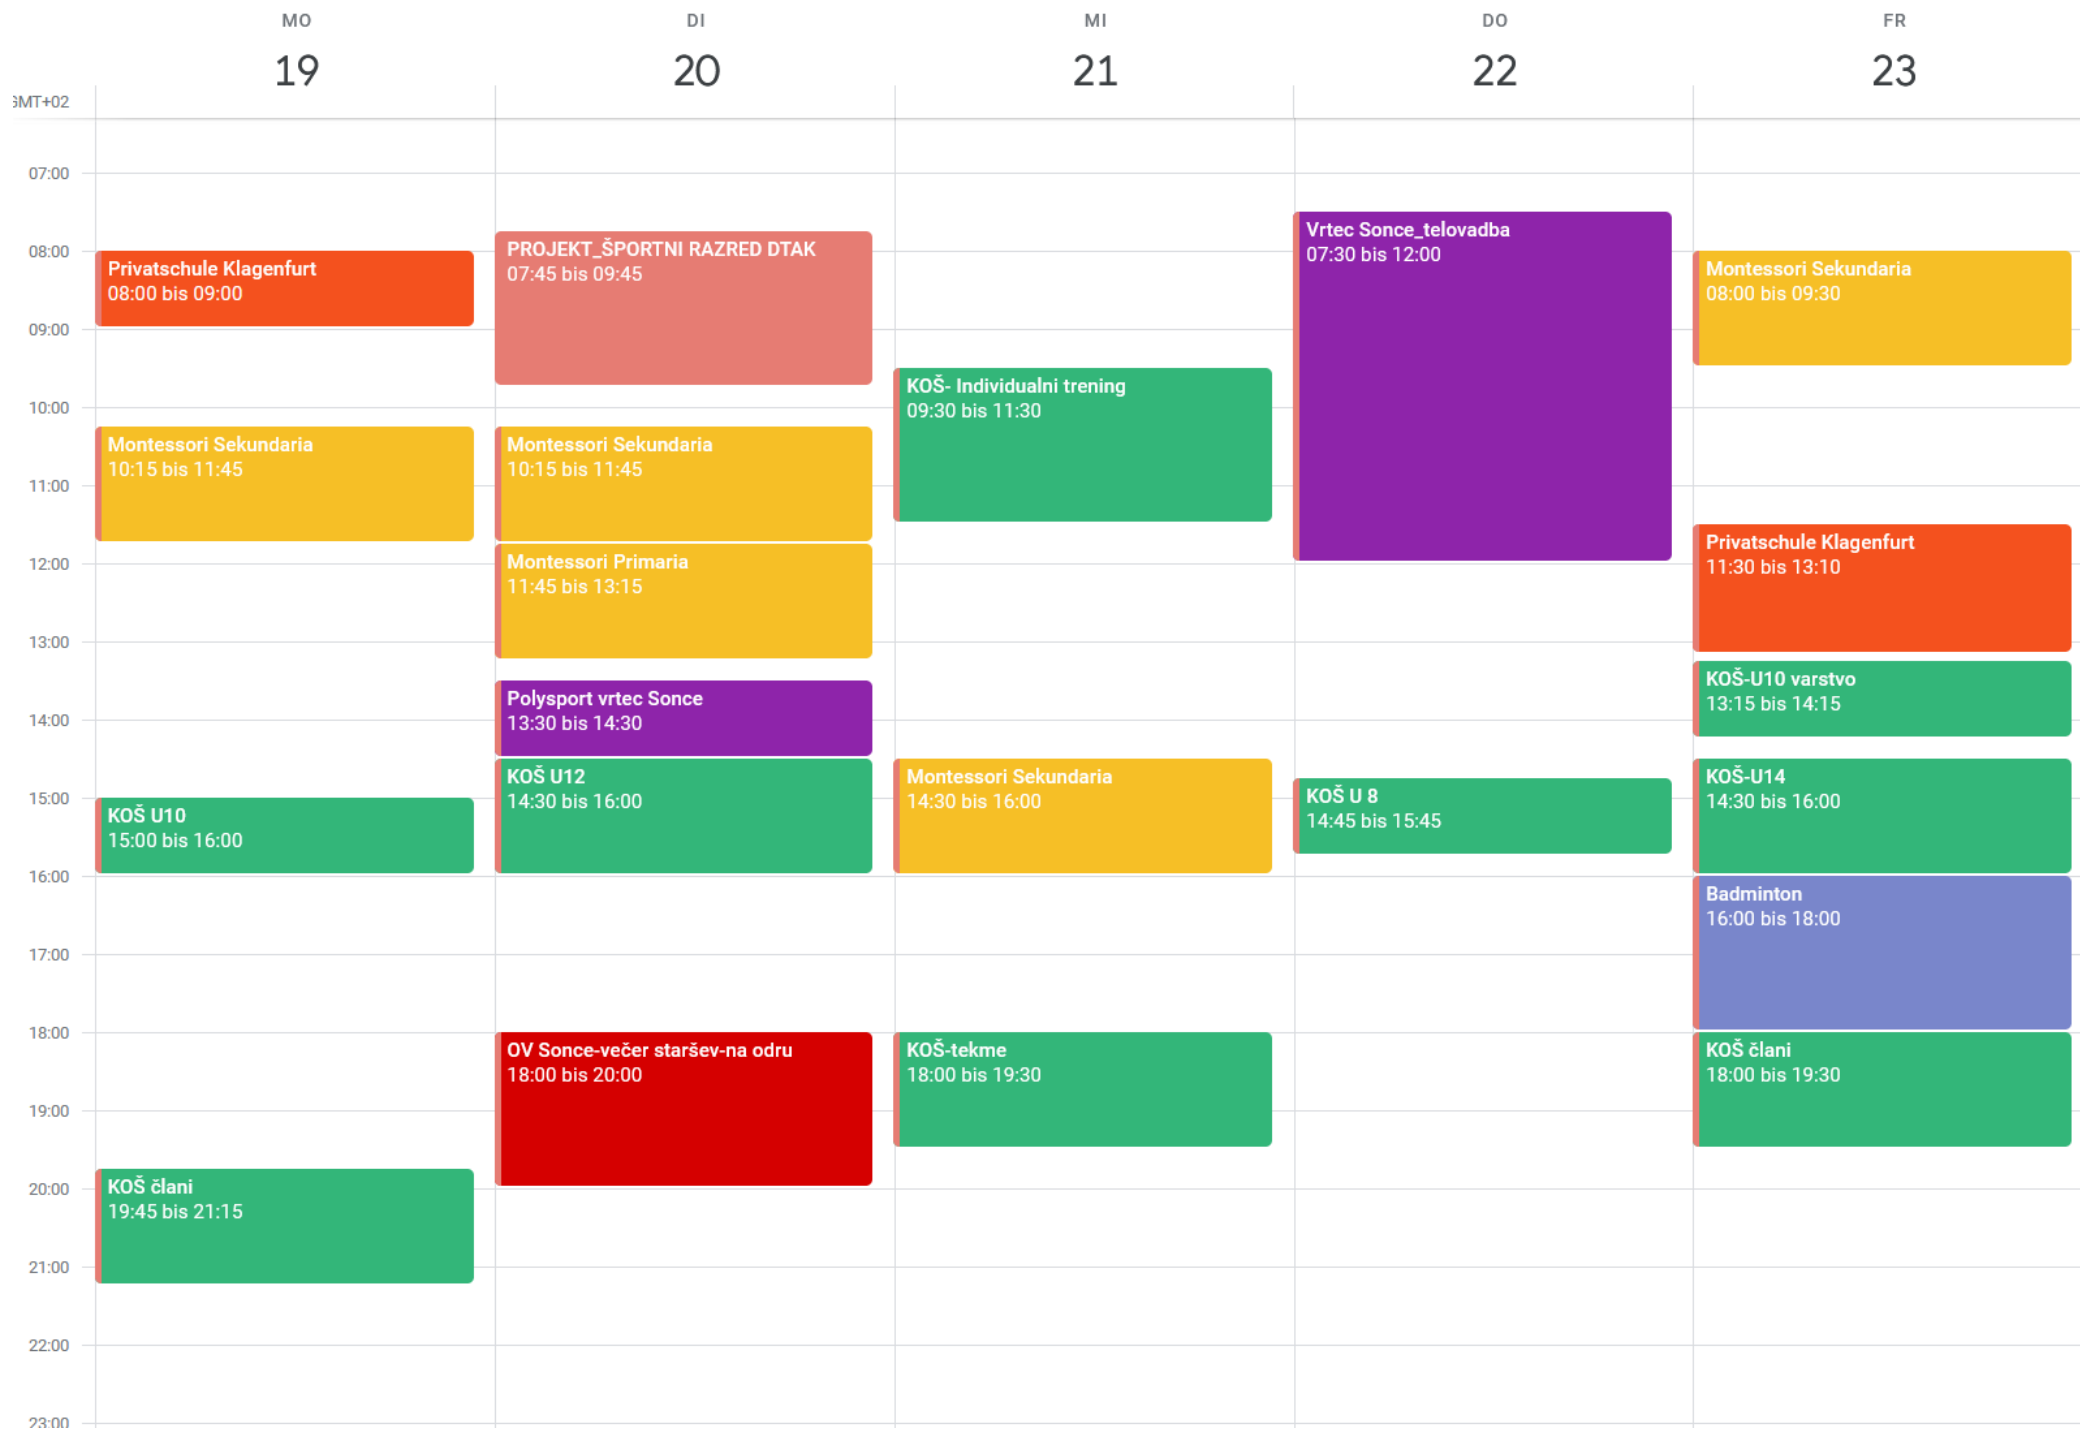 MO
DI
MI
DO
FR
19
20
21
22
23
GMT+02
07:00
08:00
09:00
10:00
11:00
12:00
13:00
14:00
15:00
16:00
17:00
18:00
19:00
20:00
21:00
22:00
23:00
Privatschule Klagenfurt
08:00 bis 09:00
Montessori Sekundaria
10:15 bis 11:45
KOŠ U10
15:00 bis 16:00
KOŠ člani
19:45 bis 21:15
PROJEKT_ŠPORTNI RAZRED DTAK
07:45 bis 09:45
Montessori Sekundaria
10:15 bis 11:45
Montessori Primaria
11:45 bis 13:15
Polysport vrtec Sonce
13:30 bis 14:30
KOŠ U12
14:30 bis 16:00
OV Sonce-večer staršev-na odru
18:00 bis 20:00
KOŠ- Individualni trening
09:30 bis 11:30
Montessori Sekundaria
14:30 bis 16:00
KOŠ-tekme
18:00 bis 19:30
Vrtec Sonce_telovadba
07:30 bis 12:00
KOŠ U 8
14:45 bis 15:45
Montessori Sekundaria
08:00 bis 09:30
Privatschule Klagenfurt
11:30 bis 13:10
KOŠ-U10 varstvo
13:15 bis 14:15
KOŠ-U14
14:30 bis 16:00
Badminton
16:00 bis 18:00
KOŠ člani
18:00 bis 19:30